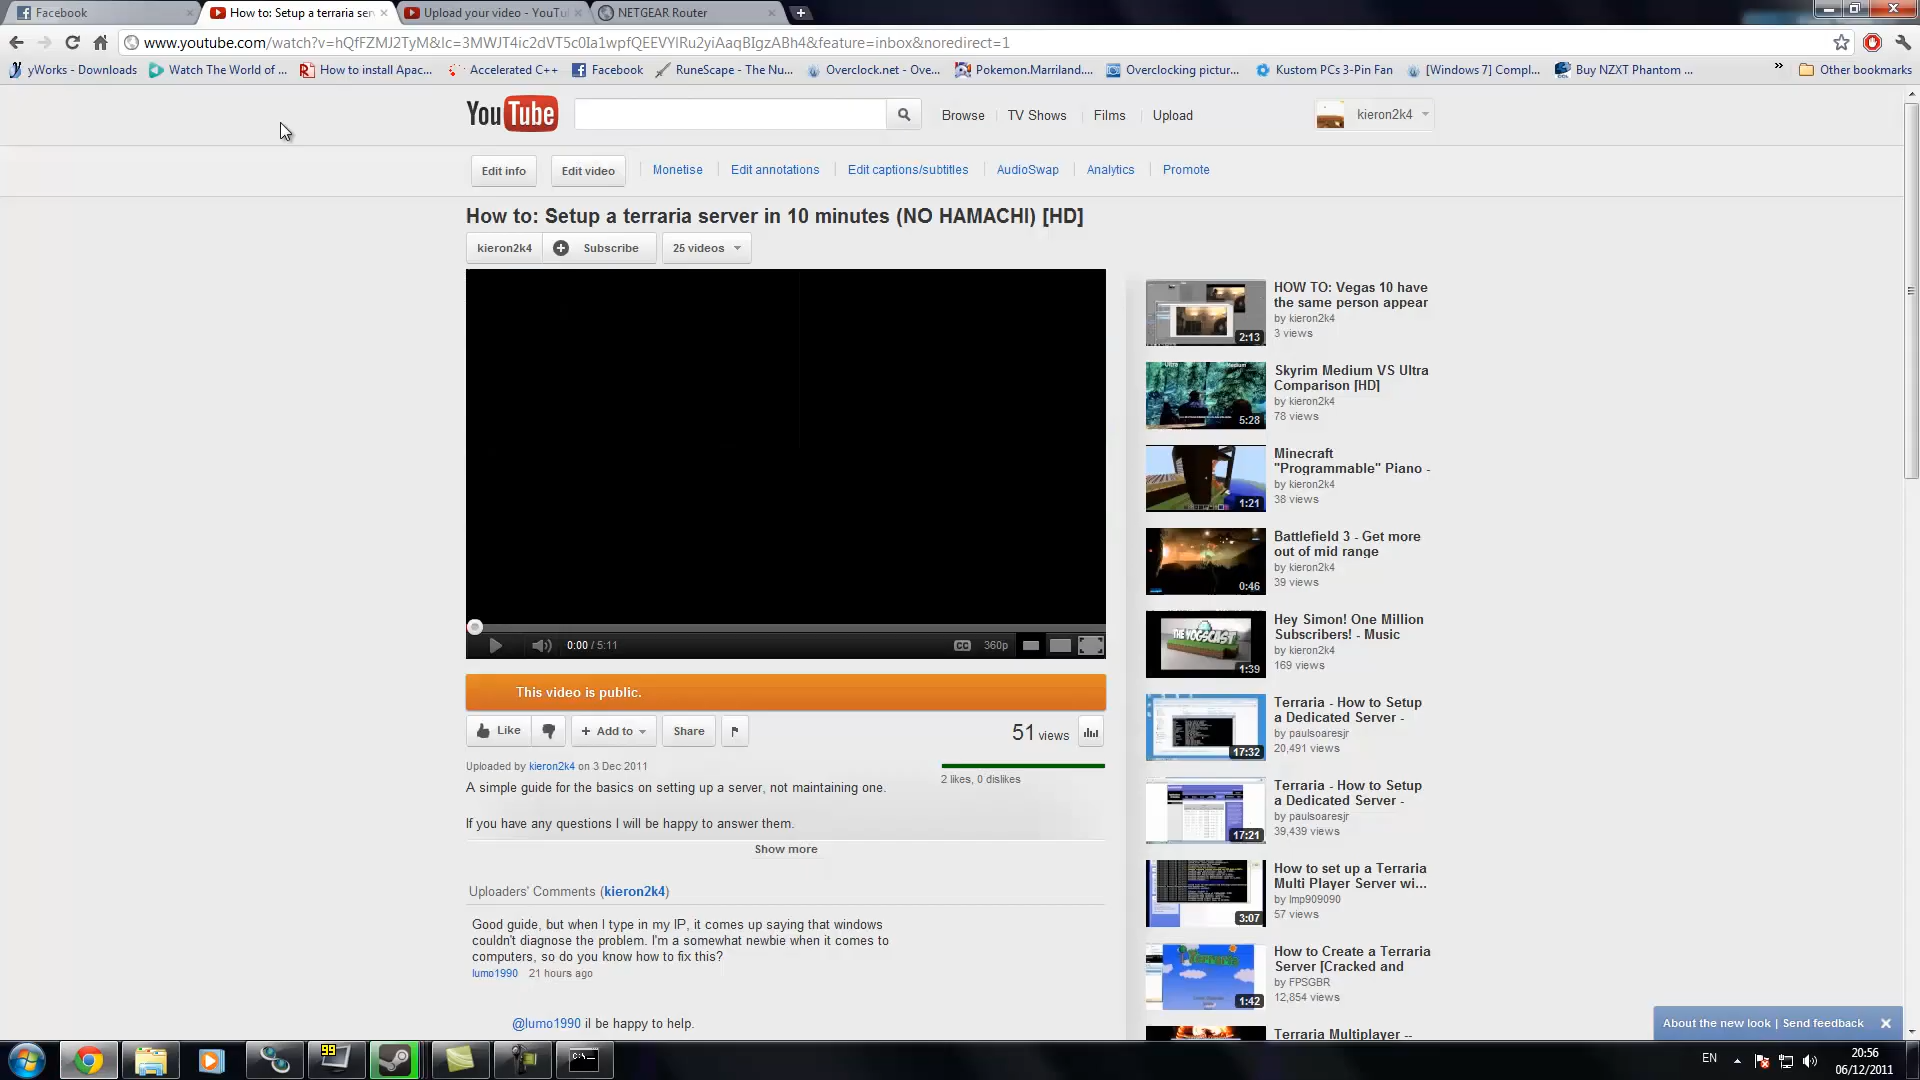 Facebook
How to: Setup a terraria ser
Upload your video - YouTu
NETGEAR Router
www.youtube.com/watch?v=hQfFZMJ2TyM&lc=3MWJT4ic2dVT5c0Ia1wpfQEEVYlRu2yiAaqBIgzABh4&feature=inbox&noredirect=1
yWorks - Downloads
Watch The World of ...
How to install Apac...
Accelerated C++
Facebook
RuneScape - The Nu...
Overclock.net - Ove...
Pokemon.Marriland....
Overclocking pictur...
Kustom PCs 3-Pin Fan
[Windows 7] Compl...
Buy NZXT Phantom ...
»
Other bookmarks
YouTube
Browse
TV Shows
Films
Upload
kieron2k4
Edit info
Edit video
Monetise
Edit annotations
Edit captions/subtitles
AudioSwap
Analytics
Promote
How to: Setup a terraria server in 10 minutes (NO HAMACHI) [HD]
kieron2k4
Subscribe
25 videos
0:00 / 5:11
CC
360p
This video is public.
Like
+ Add to
Share
51 views
Uploaded by kieron2k4 on 3 Dec 2011
2 likes, 0 dislikes
A simple guide for the basics on setting up a server, not maintaining one.
If you have any questions I will be happy to answer them.
Show more
Uploaders' Comments (kieron2k4)
Good guide, but when I type in my IP, it comes up saying that windows
couldn't diagnose the problem. I'm a somewhat newbie when it comes to
computers, so do you know how to fix this?
lumo1990 21 hours ago
@lumo1990 il be happy to help.
2:13
HOW TO: Vegas 10 have
the same person appear
by kieron2k4
3 views
Ultra
Medium
5:28
Skyrim Medium VS Ultra
Comparison [HD]
by kieron2k4
78 views
1:21
Minecraft
"Programmable" Piano -
by kieron2k4
38 views
0:46
Battlefield 3 - Get more
out of mid range
by kieron2k4
39 views
THE YOGSCAST
1:39
Hey Simon! One Million
Subscribers! - Music
by kieron2k4
169 views
17:32
Terraria - How to Setup
a Dedicated Server -
by paulsoaresjr
20,491 views
17:21
Terraria - How to Setup
a Dedicated Server -
by paulsoaresjr
39,439 views
3:07
How to set up a Terraria
Multi Player Server wi...
by lmp909090
57 views
Terraria
1:42
How to Create a Terraria
Server [Cracked and
by FPSGBR
12,854 views
Terraria Multiplayer --
About the new look | Send feedback
99
C:\
EN
20:56
06/12/2011